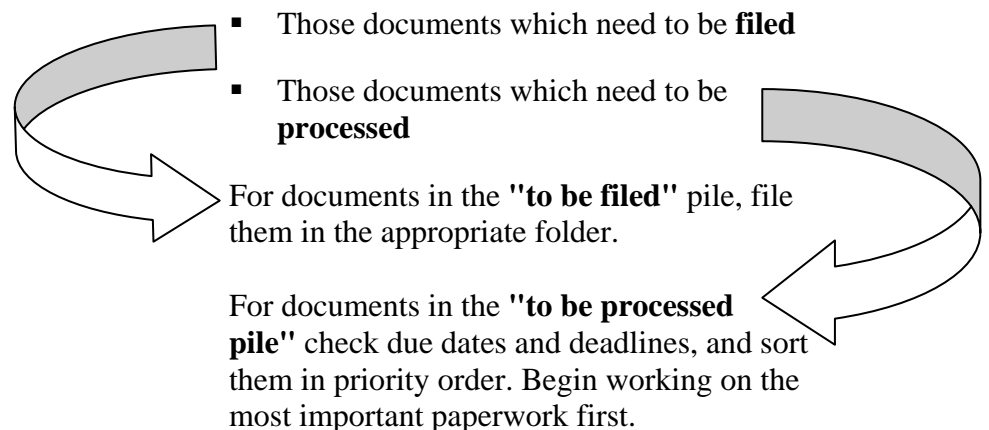 ▪ Those documents which need to be filed
▪ Those documents which need to be
processed
For documents in the "to be filed" pile, file
them in the appropriate folder.
For documents in the "to be processed
pile" check due dates and deadlines, and sort
them in priority order. Begin working on the
most important paperwork first.